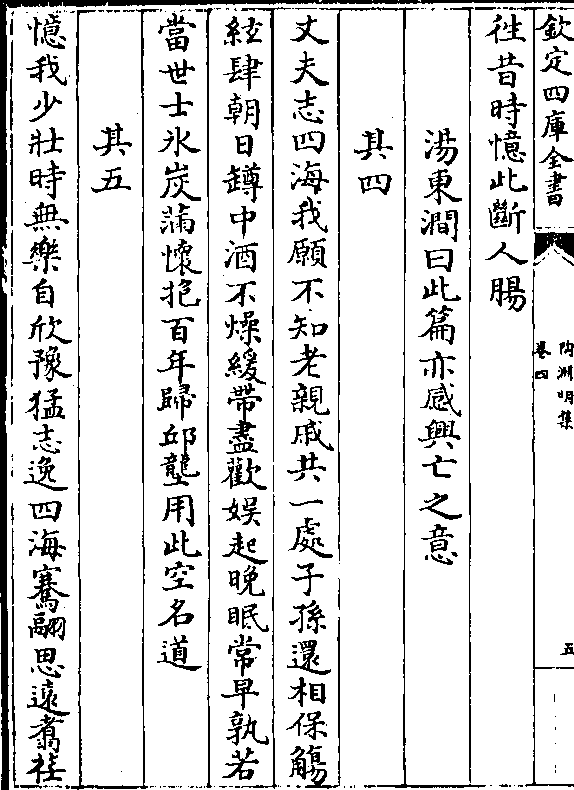 欽定四庫全書
陶淵明集
卷四
五
徃昔時憶此斷人腸
湯東澗曰此篇亦感興亡之意
其四
丈夫志四海我願不知老親戚共一處子孫還相保觴
絃肆朝日罇中酒不燥緩帶盡歡娛起晚眠常早孰若
當世士氷炭滿懷抱百年歸邱壟用此空名道
其五
憶我少壯時無樂自欣豫猛志逸四海騫翮思遠翥荏